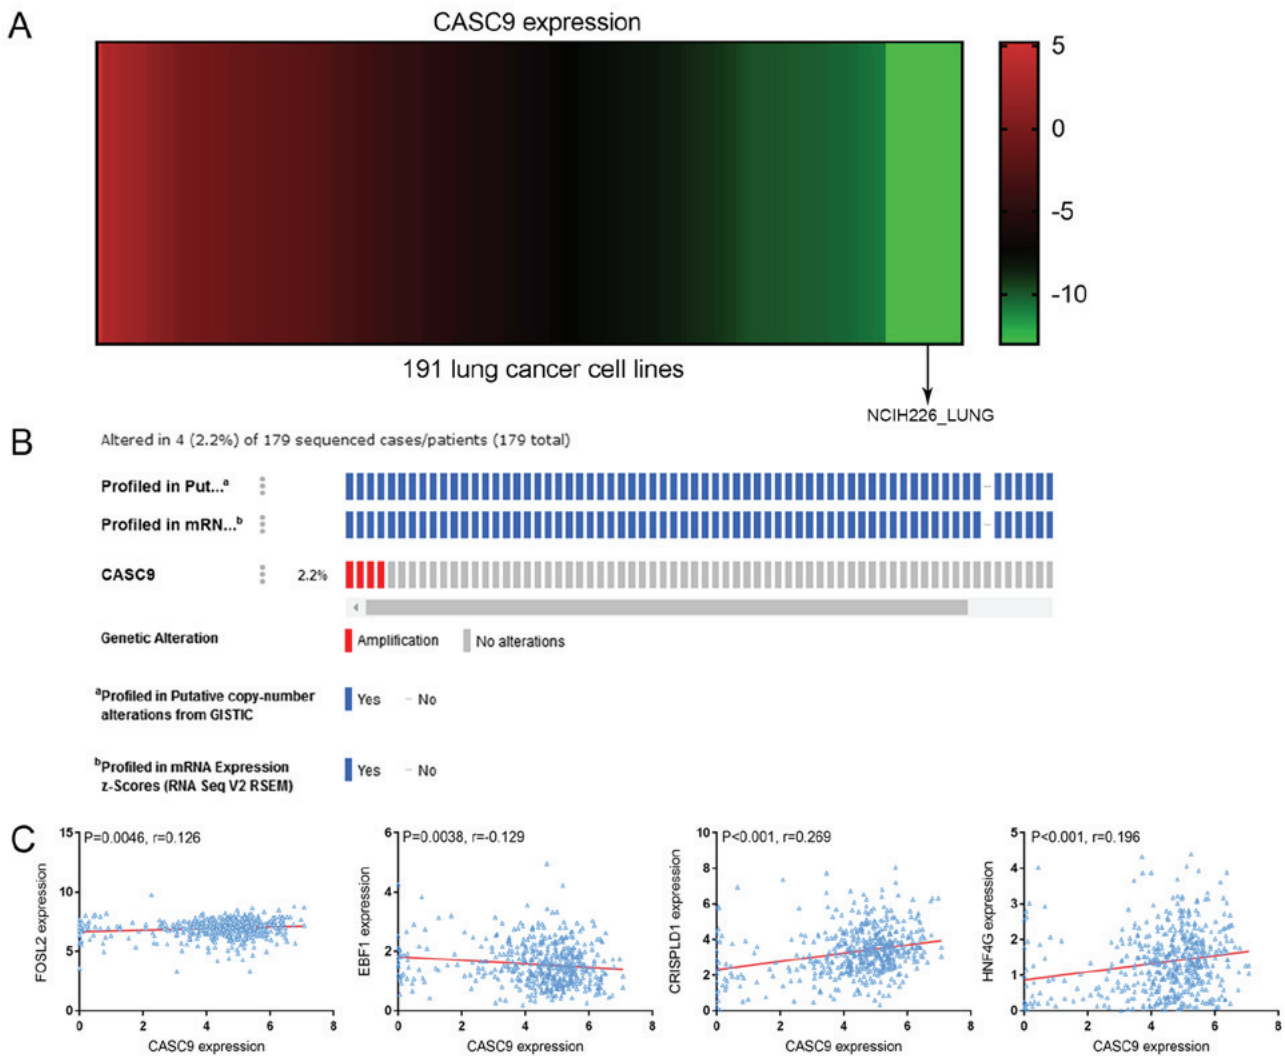 A
CASC9 expression
5
0
-5
-10
191 lung cancer cell lines
NCIH226_LUNG
B
Altered in 4 (2.2%) of 179 sequenced cases/patients (179 total)
Profiled in Put...a
Profiled in mRN...b
CASC9 2.2%
Genetic Alteration Amplification No alterations
aProfiled in Putative copy-number
alterations from GISTIC
Yes No
bProfiled in mRNA Expression
z-Scores (RNA Seq V2 RSEM)
Yes No
C
P=0.0046, r=0.126
FOSL2 expression
15
10
5
0
0 2 4 6 8
CASC9 expression
P=0.0038, r=-0.129
EBF1 expression
6
4
2
0
0 2 4 6 8
CASC9 expression
P<0.001, r=0.269
CRISPLD1 expression
10
8
6
4
2
0
0 2 4 6 8
CASC9 expression
P<0.001, r=0.196
HNF4G expression
5
4
3
2
1
0
0 2 4 6 8
CASC9 expression